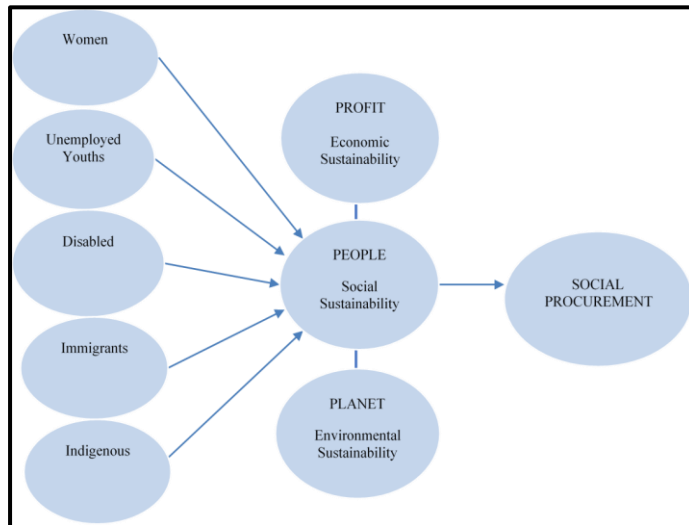 Women
Unemployed
Youths
Disabled
Immigrants
Indigenous
PROFIT
Economic
Sustainability
PEOPLE
Social
Sustainability
PLANET
Environmental
Sustainability
SOCIAL
PROCUREMENT